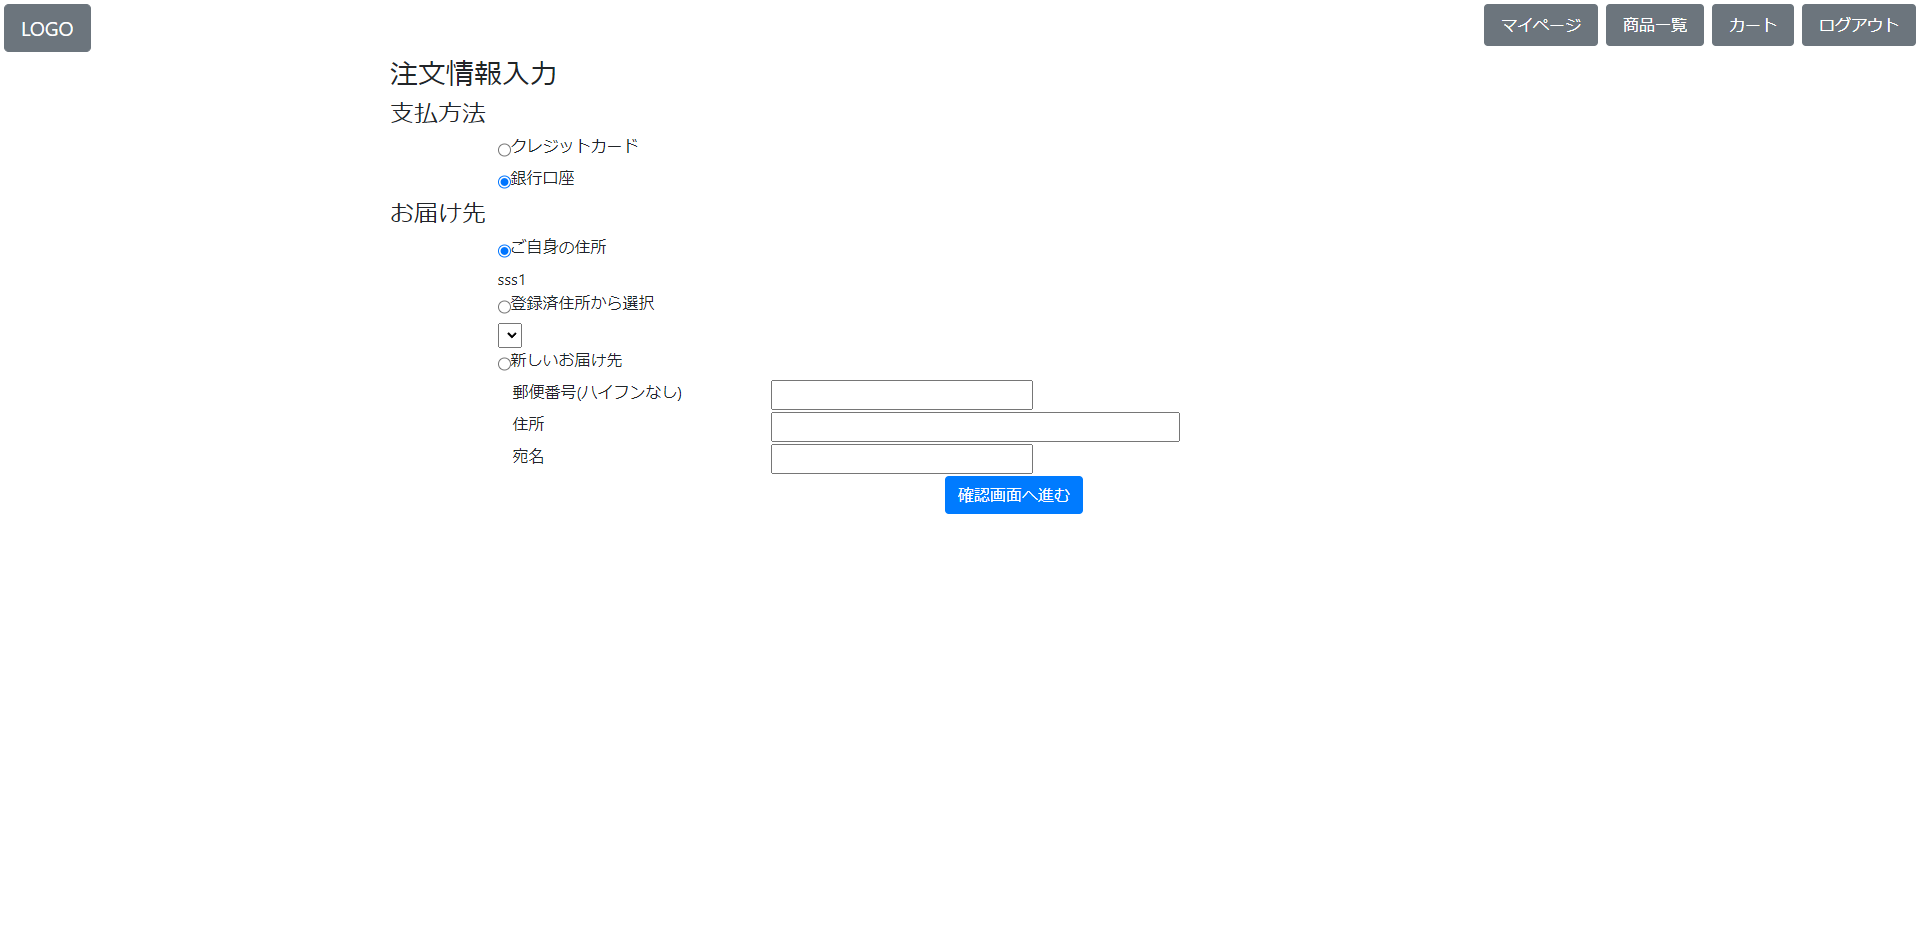 LOGO
マイページ 商品一覧 カート ログアウト
注文情報入力
支払方法
クレジットカード
銀行口座
お届け先
ご自身の住所
sss1
登録済住所から選択
新しいお届け先
郵便番号(ハイフンなし)
住所
宛名
確認画面へ進む